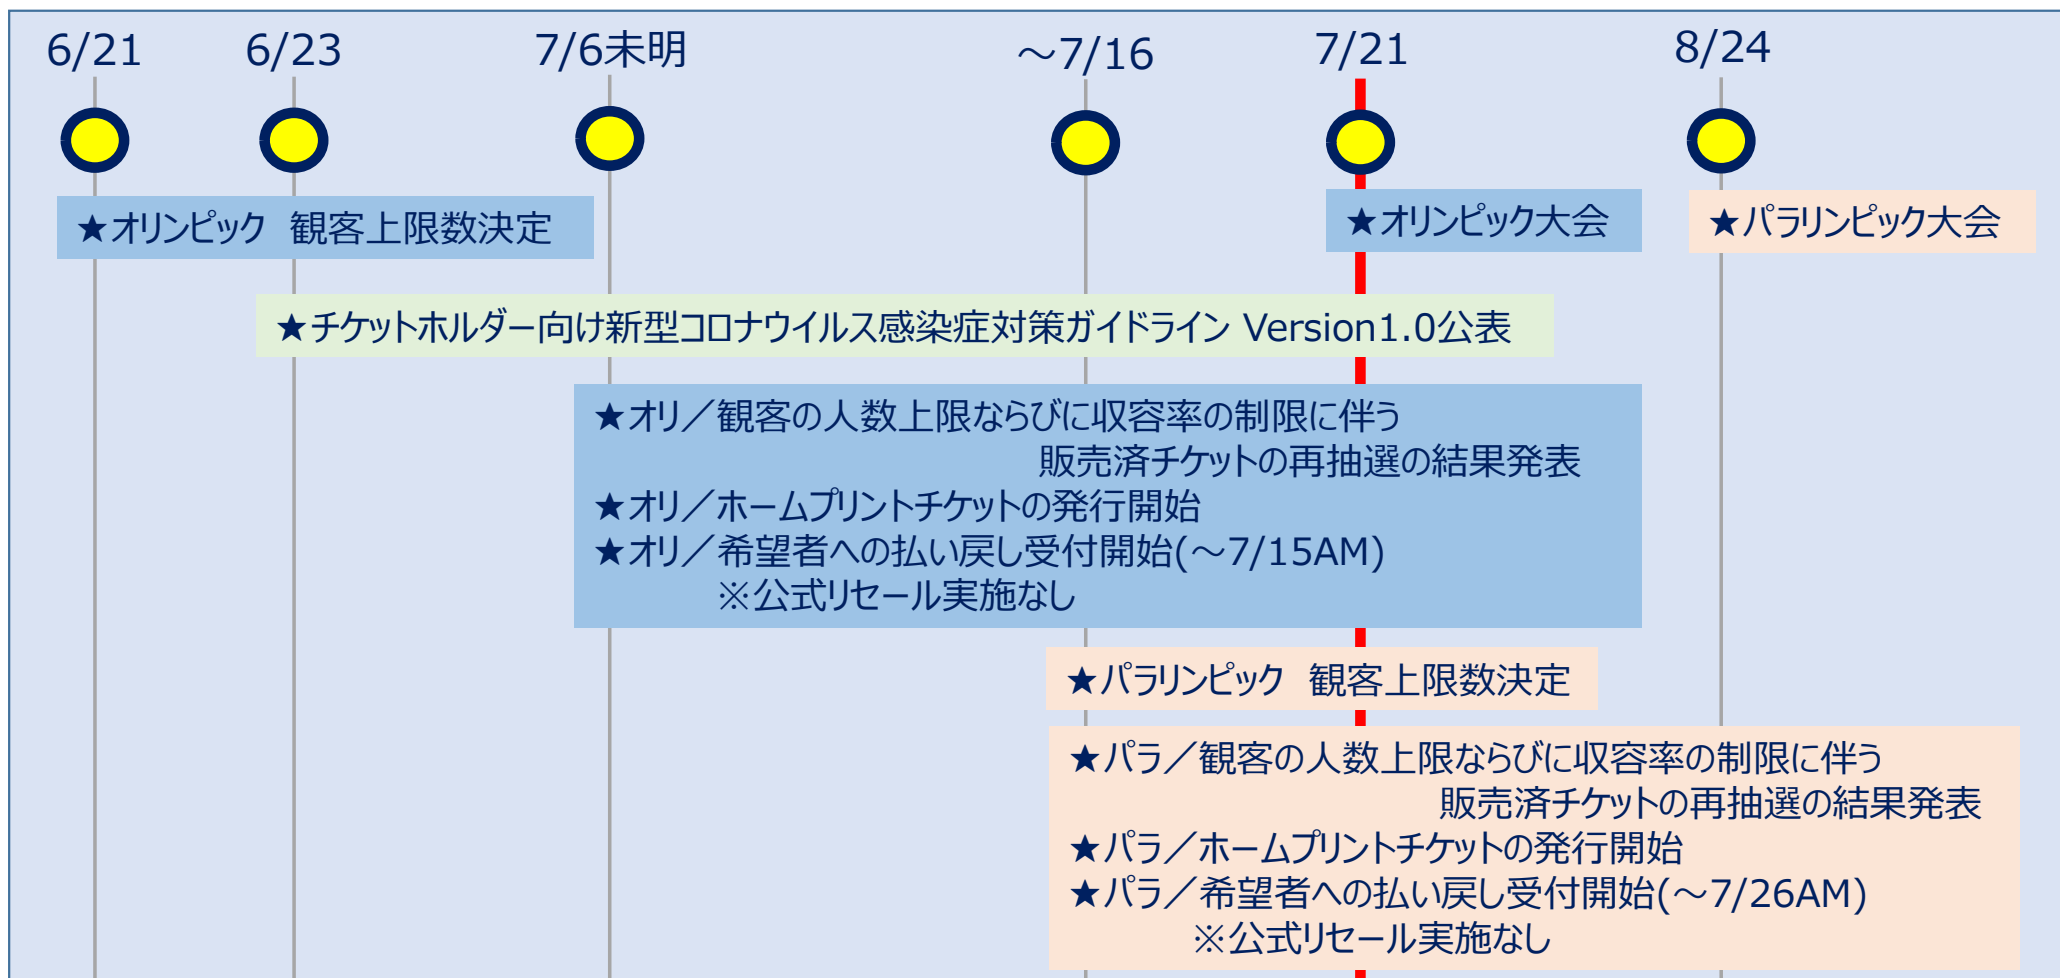 6/21
6/23
7/6未明
～7/16
7/21
8/24
★オリンピック　観客上限数決定
★オリンピック大会
★パラリンピック大会
★チケットホルダー向け新型コロナウイルス感染症対策ガイドライン Version1.0公表
★オリ／観客の人数上限ならびに収容率の制限に伴う
販売済チケットの再抽選の結果発表
★オリ／ホームプリントチケットの発行開始
★オリ／希望者への払い戻し受付開始(～7/15AM)
※公式リセール実施なし
★パラリンピック　観客上限数決定
★パラ／観客の人数上限ならびに収容率の制限に伴う
販売済チケットの再抽選の結果発表
★パラ／ホームプリントチケットの発行開始
★パラ／希望者への払い戻し受付開始(～7/26AM)
※公式リセール実施なし